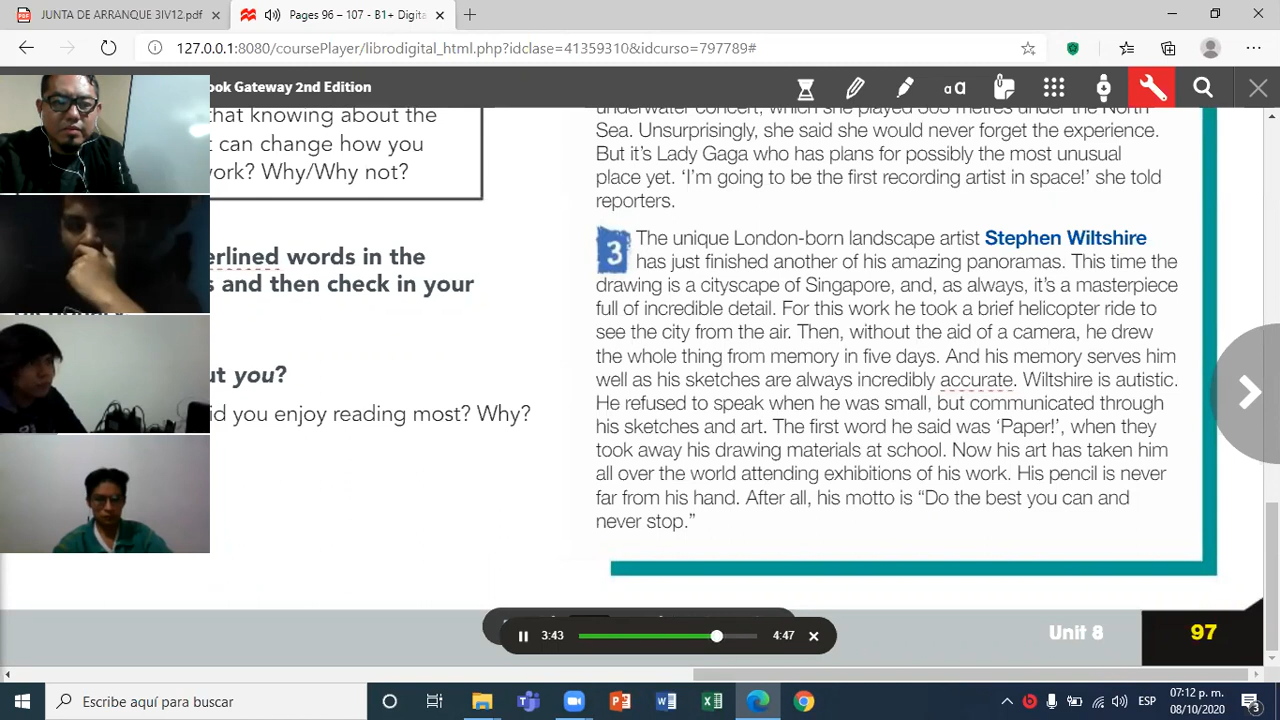 JUNTA DE ARRANQUE 3IV12.pdf
Pages 96 – 107 - B1+ Digita
127.0.0.1:8080/coursePlayer/librodigital_html.php?idclase=41359310&idcurso=797789#
ook Gateway 2nd Edition
a a
that knowing about the
t can change how you
work? Why/Why not?
erlined words in the
s and then check in your
ut you?
id you enjoy reading most? Why?
underwater concert, which she played 303 metres under the North
Sea. Unsurprisingly, she said she would never forget the experience.
But it's Lady Gaga who has plans for possibly the most unusual
place yet. 'I'm going to be the first recording artist in space!' she told
reporters.
3 The unique London-born landscape artist Stephen Wiltshire
has just finished another of his amazing panoramas. This time the
drawing is a cityscape of Singapore, and, as always, it's a masterpiece
full of incredible detail. For this work he took a brief helicopter ride to
see the city from the air. Then, without the aid of a camera, he drew
the whole thing from memory in five days. And his memory serves him
well as his sketches are always incredibly accurate. Wiltshire is autistic.
He refused to speak when he was small, but communicated through
his sketches and art. The first word he said was 'Paper!', when they
took away his drawing materials at school. Now his art has taken him
all over the world attending exhibitions of his work. His pencil is never
far from his hand. After all, his motto is “Do the best you can and
never stop.”
3:43
4:47
Unit 8
97
Escribe aquí para buscar
ESP
07:12 p. m.
08/10/2020
3